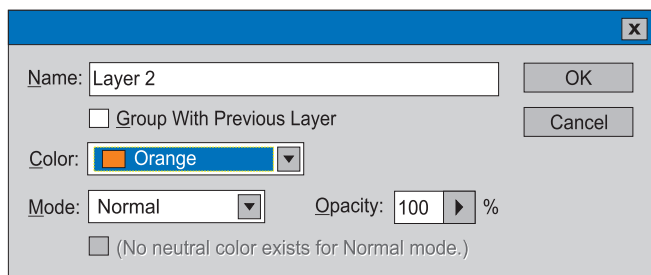 x
Name: Layer 2 OK
Group With Previous Layer Cancel
Color: Orange
Mode: Normal Opacity: 100 %
(No neutral color exists for Normal mode.)